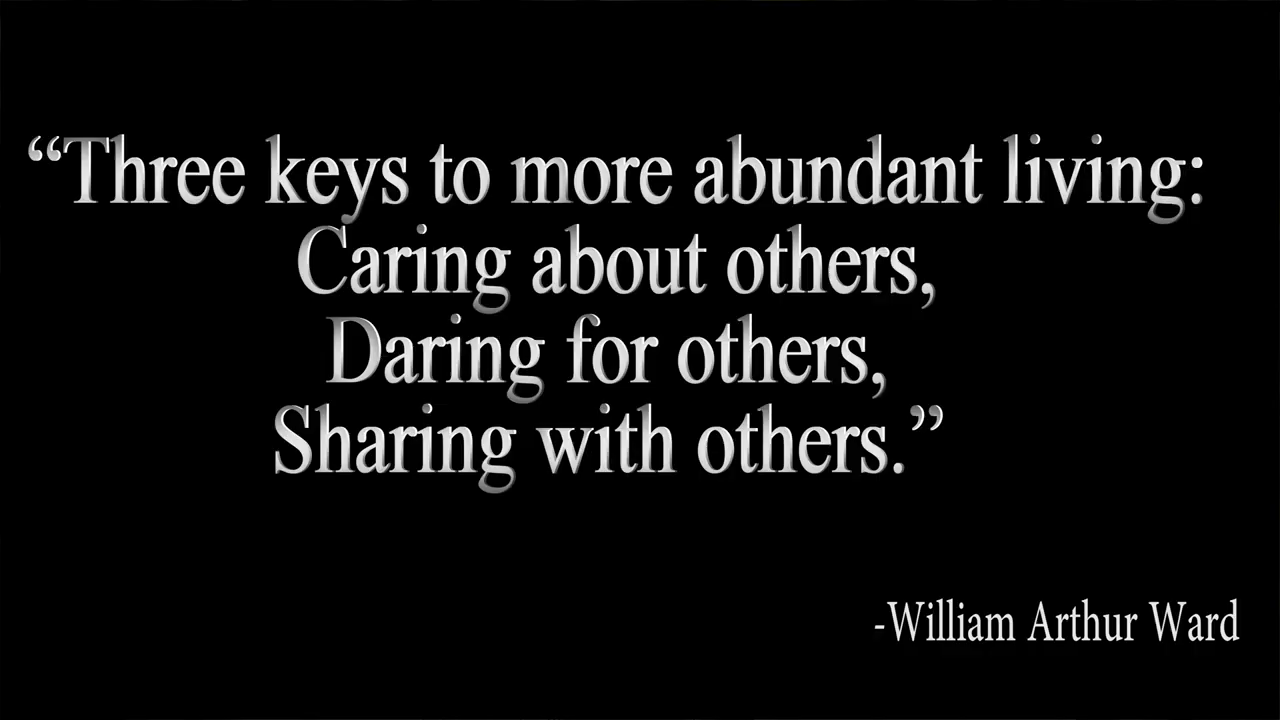 “Three keys to more abundant living:
Caring about others,
Daring for others,
Sharing with others.”
-William Arthur Ward